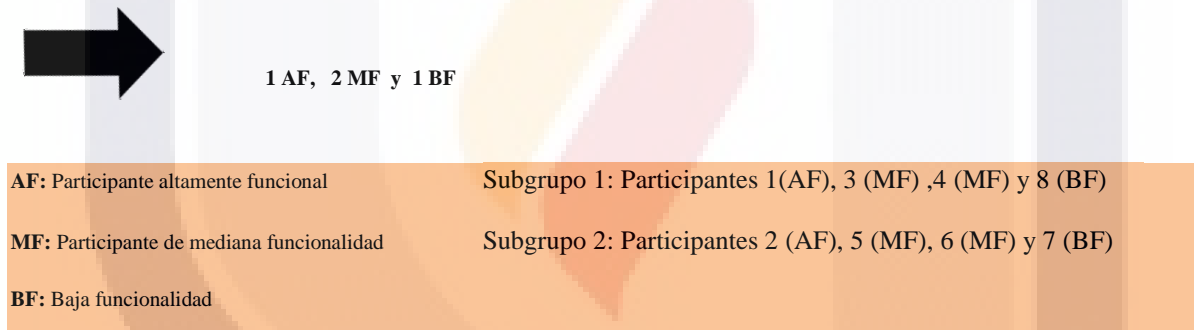 1 AF, 2 MF y 1 BF
AF: Participante altamente funcional
Subgrupo 1: Participantes 1(AF), 3 (MF) ,4 (MF) y 8 (BF)
MF: Participante de mediana funcionalidad
Subgrupo 2: Participantes 2 (AF), 5 (MF), 6 (MF) y 7 (BF)
BF: Baja funcionalidad